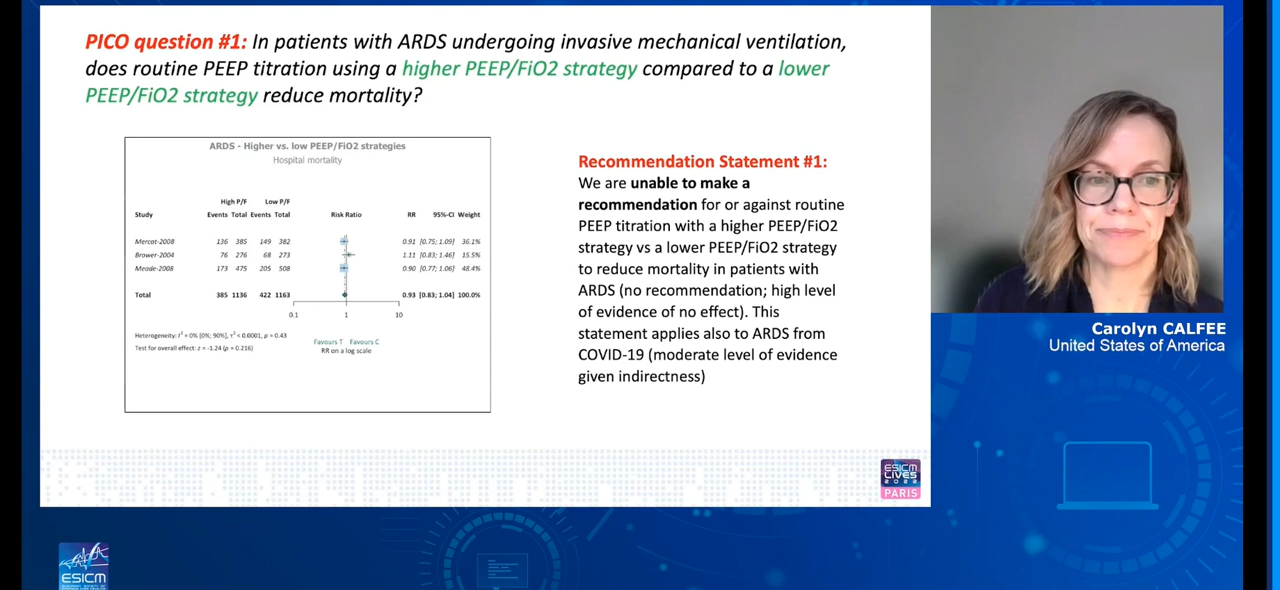 PICO question #1: In patients with ARDS undergoing invasive mechanical ventilation,
does routine PEEP titration using a higher PEEP/FiO2 strategy compared to a lower
PEEP/FiO2 strategy reduce mortality?
ARDS - Higher vs. low PEEP/FiO2 strategies
Hospital mortality
High P/F Low P/F
Study Events Total Events Total Risk Ratio RR 95%-CI Weight
Mercat-2008 136 385 149 382 0.91 [0.75; 1.09] 36.1%
Brower-2004 76 276 68 273 1.11 [0.83; 1.46] 15.5%
Meade-2008 173 475 205 508 0.90 [0.77; 1.06] 48.4%
Total 385 1136 422 1163 0.93 [0.83; 1.04] 100.0%
0.1 1 10
Heterogeneity: I² = 0% [0%; 90%], τ² < 0.0001, p = 0.43
Test for overall effect: z = -1.24 (p = 0.216)
Favours T Favours C
RR on a log scale
Recommendation Statement #1:
We are unable to make a
recommendation for or against routine
PEEP titration with a higher PEEP/FiO2
strategy vs a lower PEEP/FiO2 strategy
to reduce mortality in patients with
ARDS (no recommendation; high level
of evidence of no effect). This
statement applies also to ARDS from
COVID-19 (moderate level of evidence
given indirectness)
Carolyn CALFEE
United States of America
ESICM
LIVES
2022
PARIS
ESICM